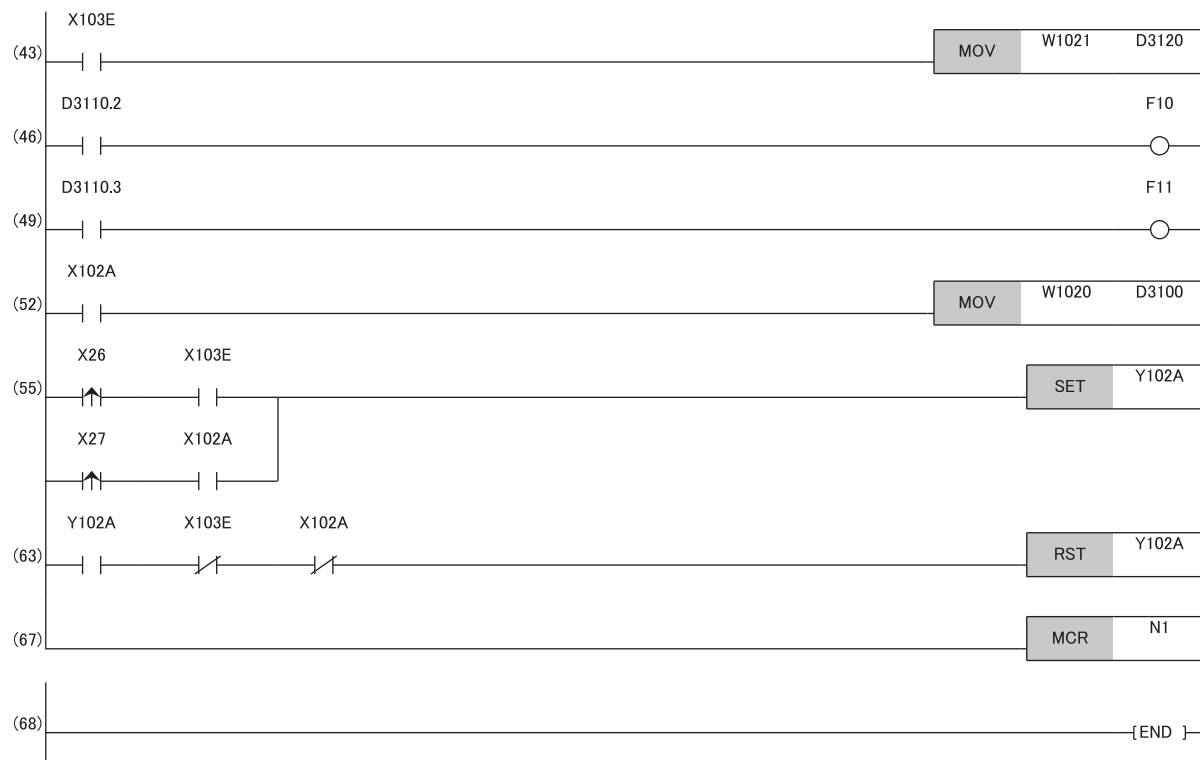 X103E
(43) MOV W1021 D3120
D3110.2 F10
(46)
D3110.3 F11
(49)
X102A
(52) MOV W1020 D3100
X26 X103E
(55) SET Y102A
X27 X102A
Y102A X103E X102A
(63) RST Y102A
(67) MCR N1
(68) [END ]